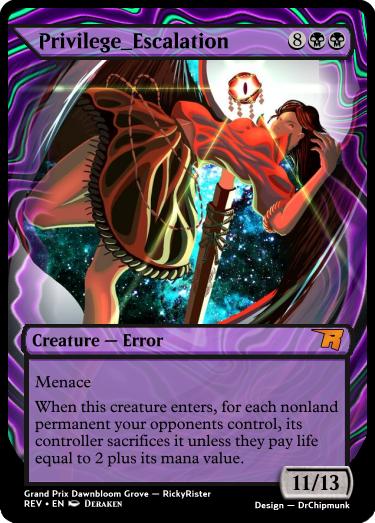 Privilege_Escalation 8
Creature — Error
Menace
When this creature enters, for each nonland
permanent your opponents control, its
controller sacrifices it unless they pay life
equal to 2 plus its mana value.
11/13
Grand Prix Dawnbloom Grove — RickyRister
REV • EN DERAKEN
Design — DrChipmunk